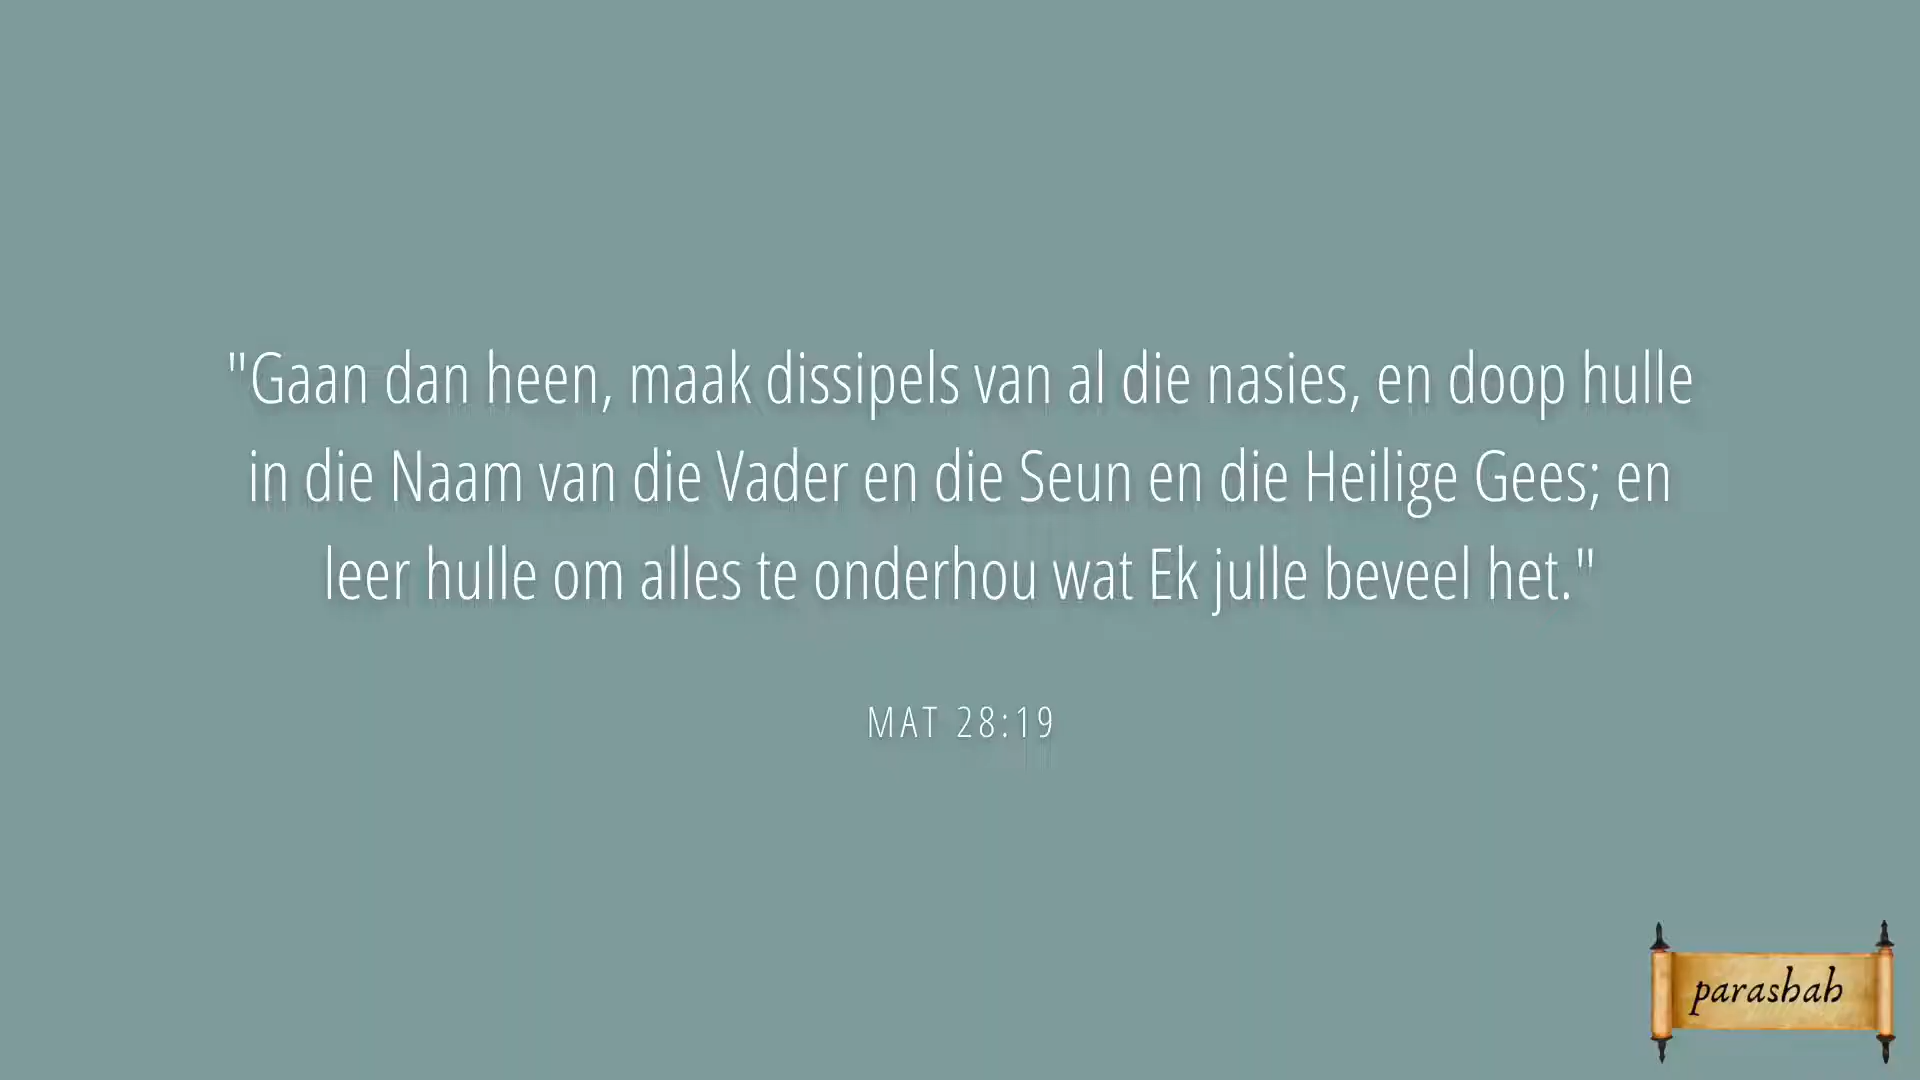 "Gaan dan heen, maak dissipels van al die nasies, en doop hulle
in die Naam van die Vader en die Seun en die Heilige Gees; en
leer hulle om alles te onderhou wat Ek julle beveel het."
MAT 28:19
parashah